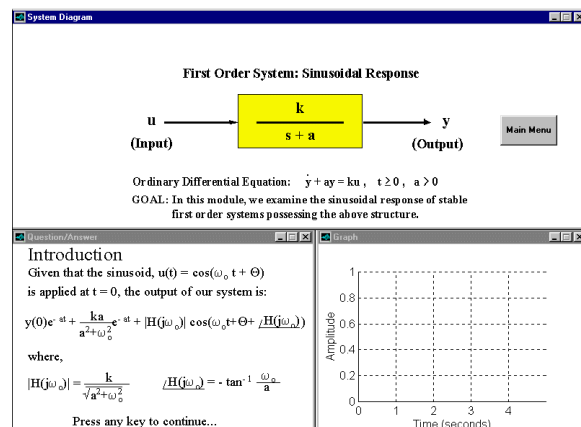 System Diagram
First Order System: Sinusoidal Response
u
(Input)
k
s + a
y
(Output)
Main Menu
Ordinary Differential Equation: ẏ + ay = ku , t ≥ 0 , a > 0
GOAL: In this module, we examine the sinusoidal response of stable
first order systems possessing the above structure.
Question/Answer
Introduction
Given that the sinusoid, u(t) = cos(ω₀ t + Θ)
is applied at t = 0, the output of our system is:
y(0)e⁻ ᵃᵗ + ka/(a²+ω₀²) e⁻ ᵃᵗ + |H(jω₀)| cos(ω₀t+Θ+ ∠H(jω₀))
where,
|H(jω₀)| = k/√(a²+ω₀²) ∠H(jω₀) = - tan⁻¹ ω₀/a
Press any key to continue...
Graph
Amplitude
1
0.8
0.6
0.4
0.2
0
0 1 2 3 4
Time (seconds)